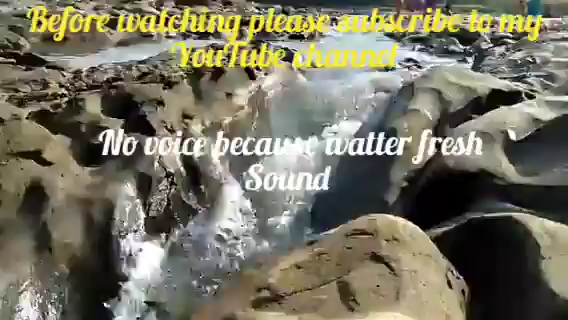 Before watching please subscribe to my
YouTube channel
No voice because watter fresh
Sound